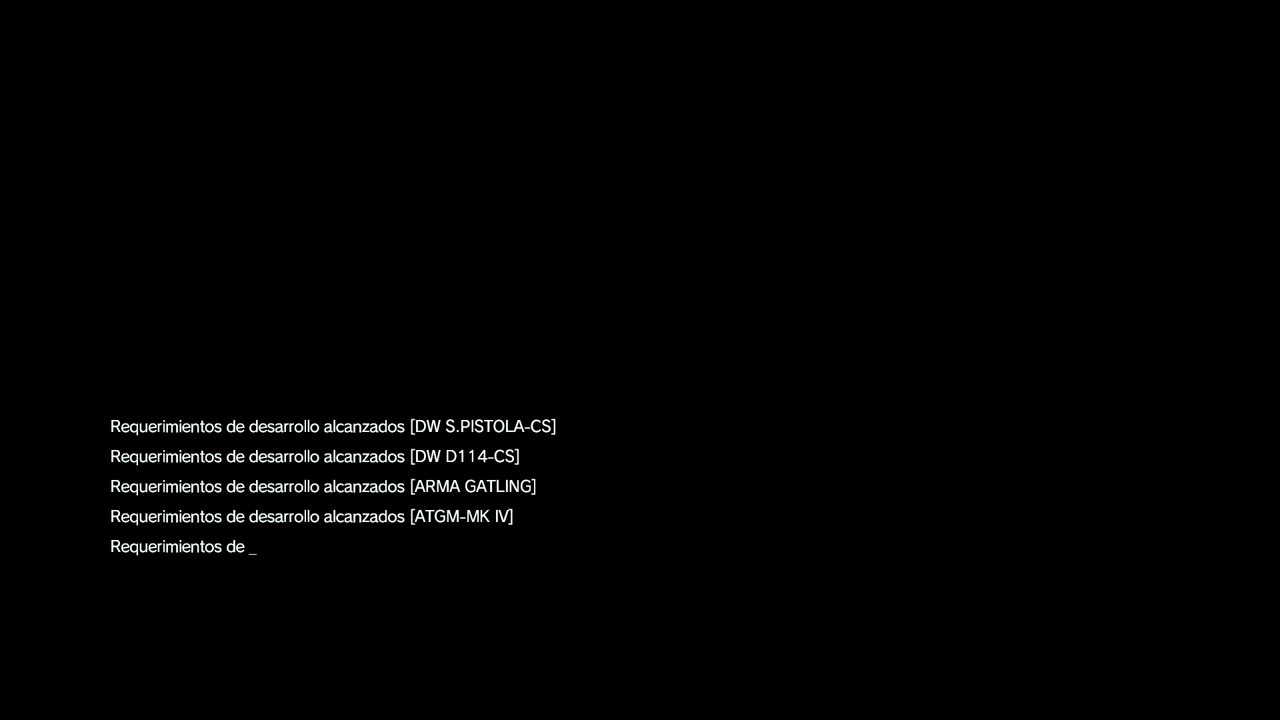 Requerimientos de desarrollo alcanzados [DW S.PISTOLA-CS]
Requerimientos de desarrollo alcanzados [DW D114-CS]
Requerimientos de desarrollo alcanzados [ARMA GATLING]
Requerimientos de desarrollo alcanzados [ATGM-MK IV]
Requerimientos de _